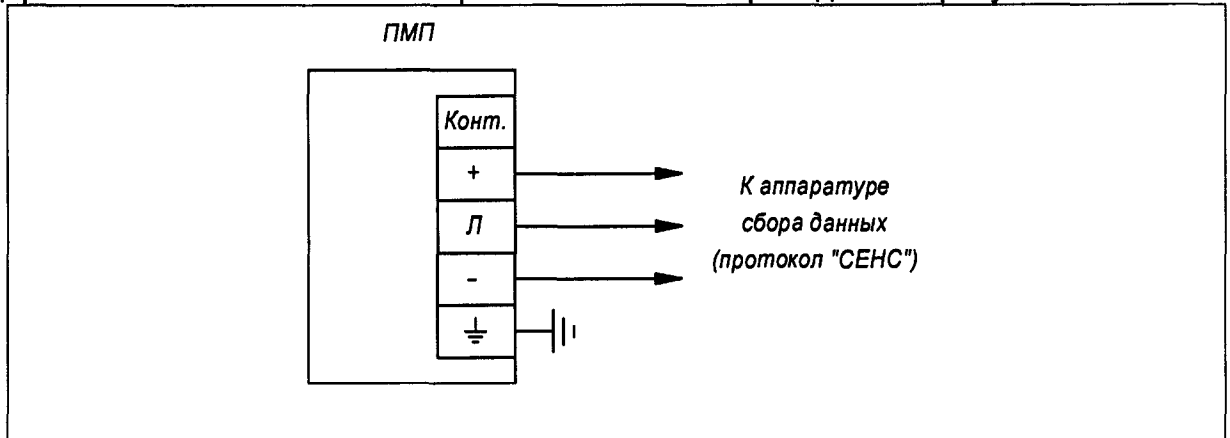 ПМП
Конт.
+
Л
-
К аппаратуре
сбора данных
(протокол "СЕНС")